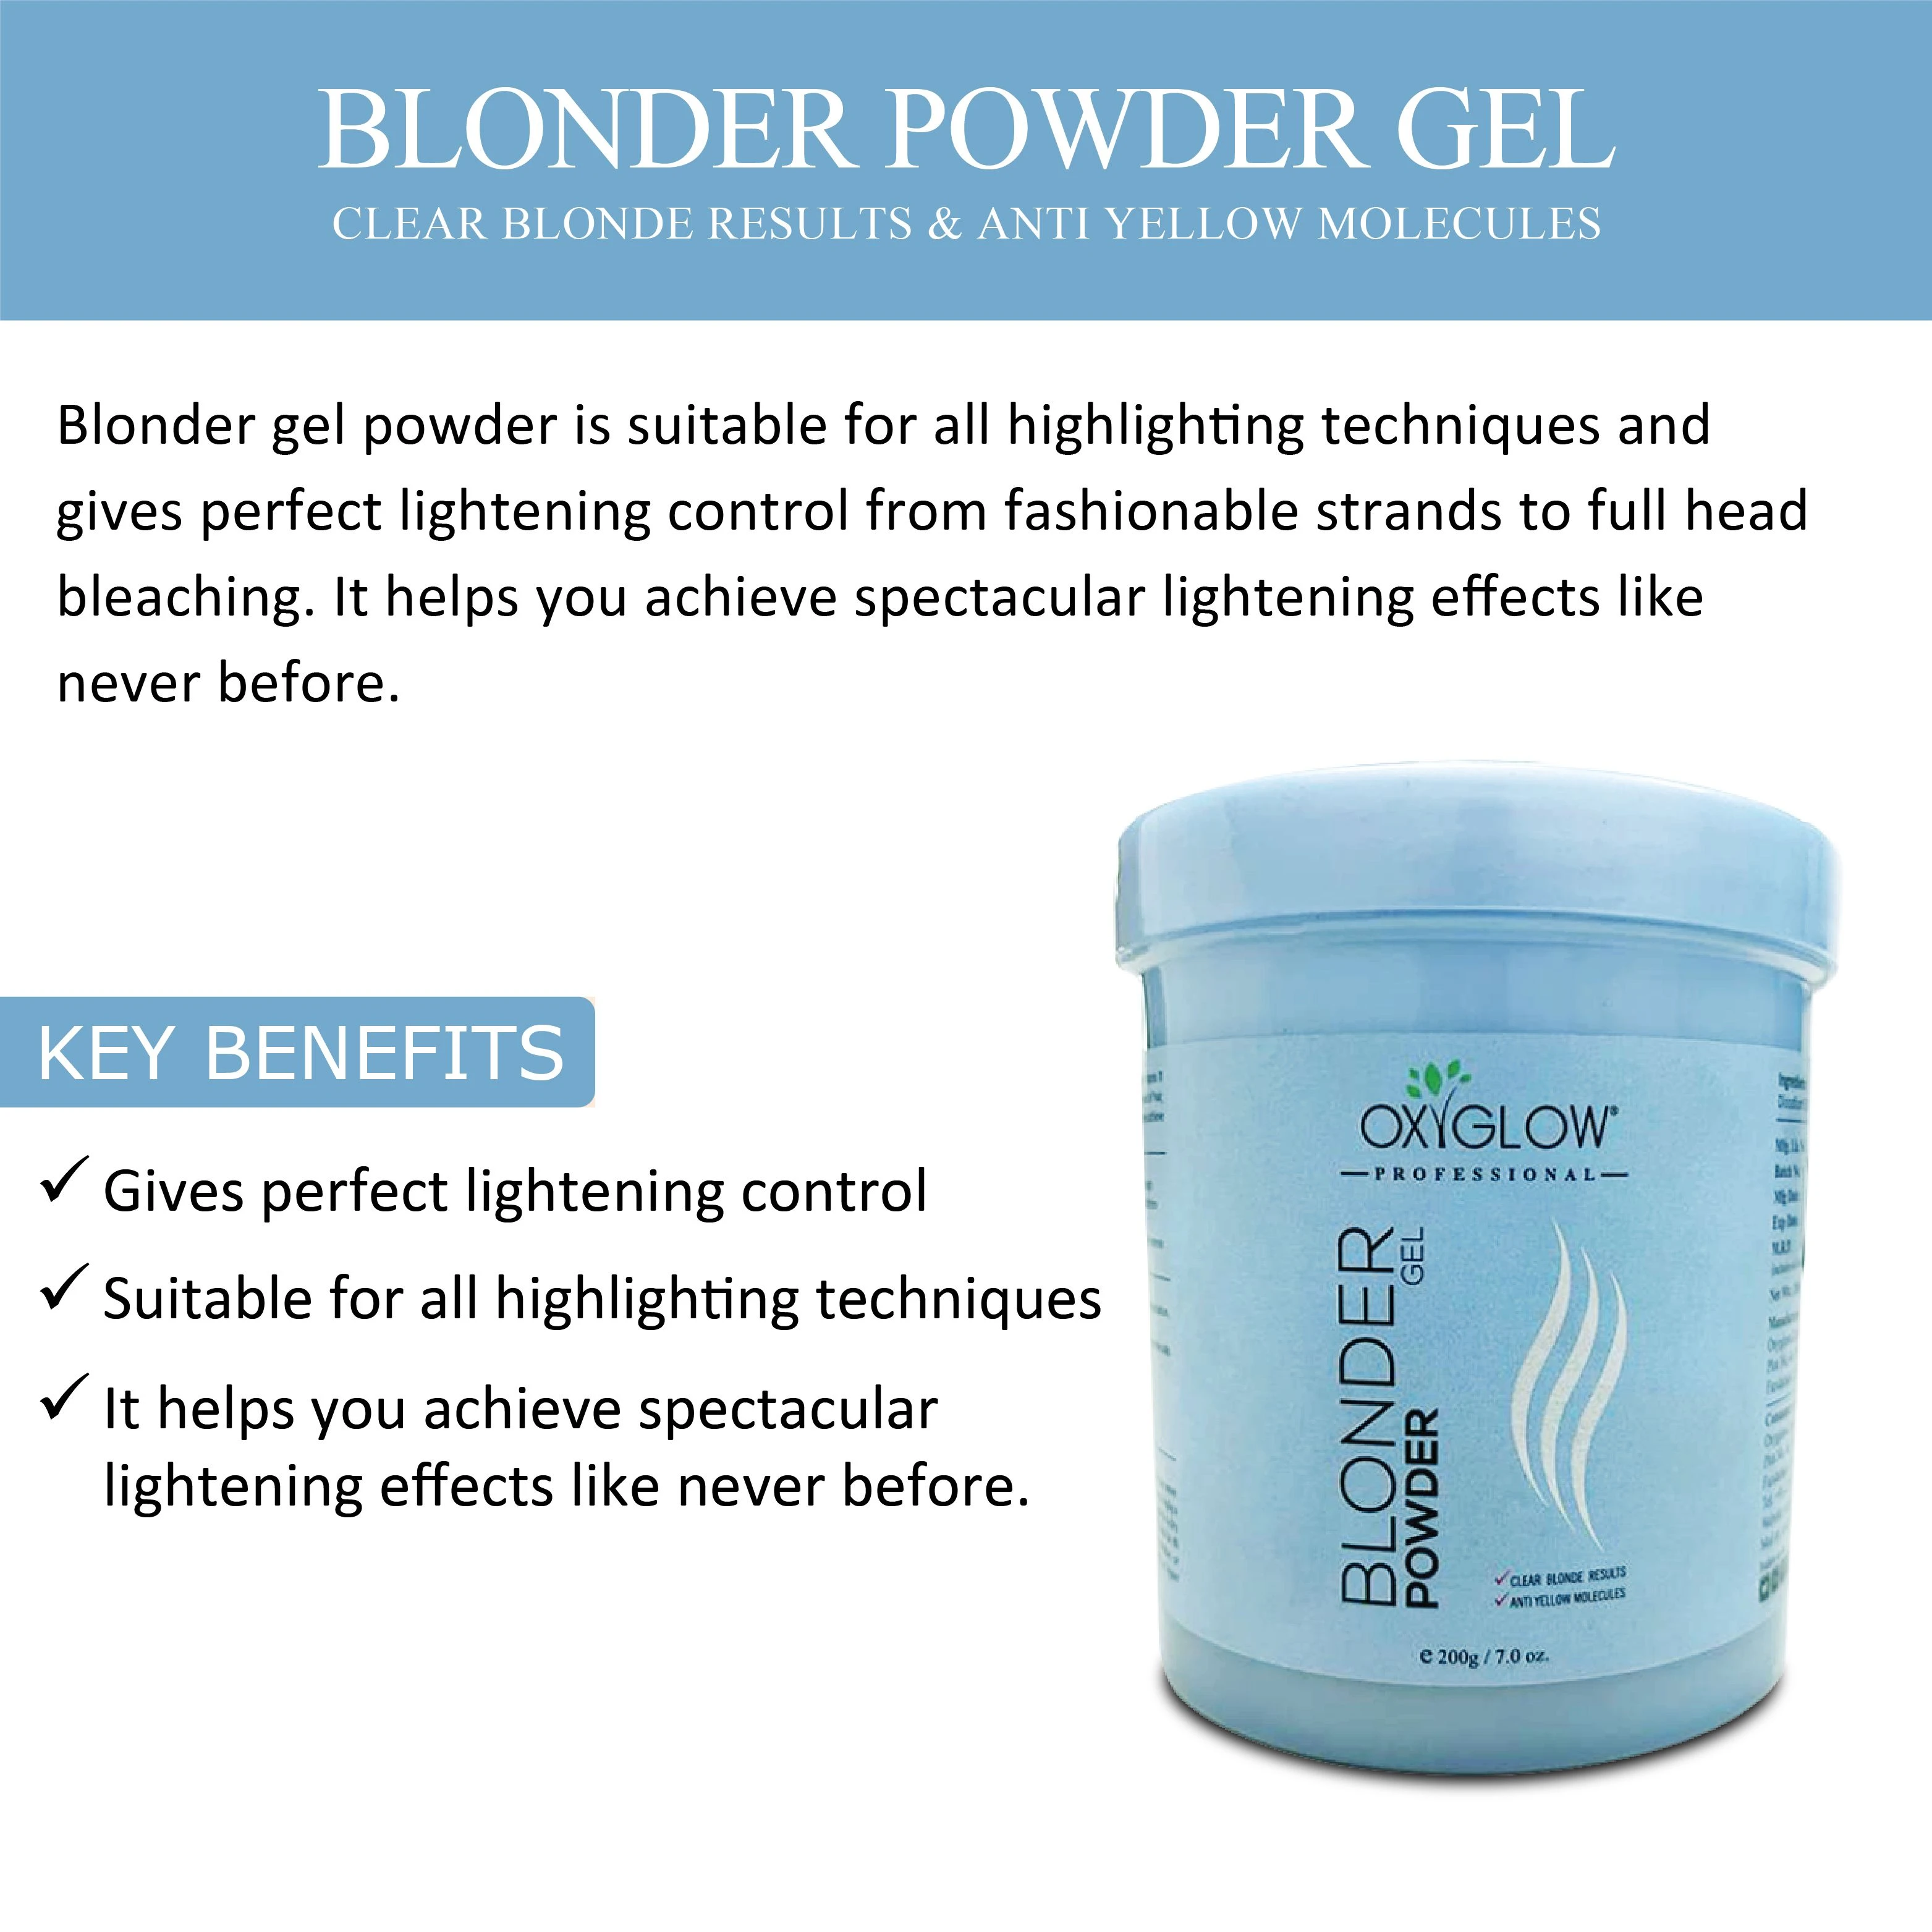 BLONDER POWDER GEL
CLEAR BLONDE RESULTS & ANTI YELLOW MOLECULES
Blonder gel powder is suitable for all highlighting techniques and
gives perfect lightening control from fashionable strands to full head
bleaching. It helps you achieve spectacular lightening effects like
never before.
KEY BENEFITS
✓ Gives perfect lightening control
✓ Suitable for all highlighting techniques
✓ It helps you achieve spectacular
lightening effects like never before.
OXYGLOW®
PROFESSIONAL
BLONDER
GEL
POWDER
✓ CLEAR BLONDE RESULTS
✓ ANTI YELLOW MOLECULES
e 200g / 7.0 oz.